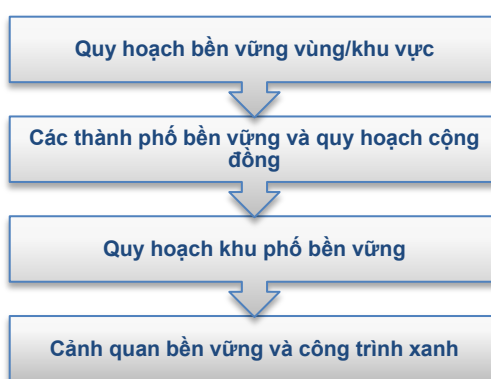 Quy hoạch bền vững vùng/khu vực
Các thành phố bền vững và quy hoạch cộng
đồng
Quy hoạch khu phố bền vững
Cảnh quan bền vững và công trình xanh